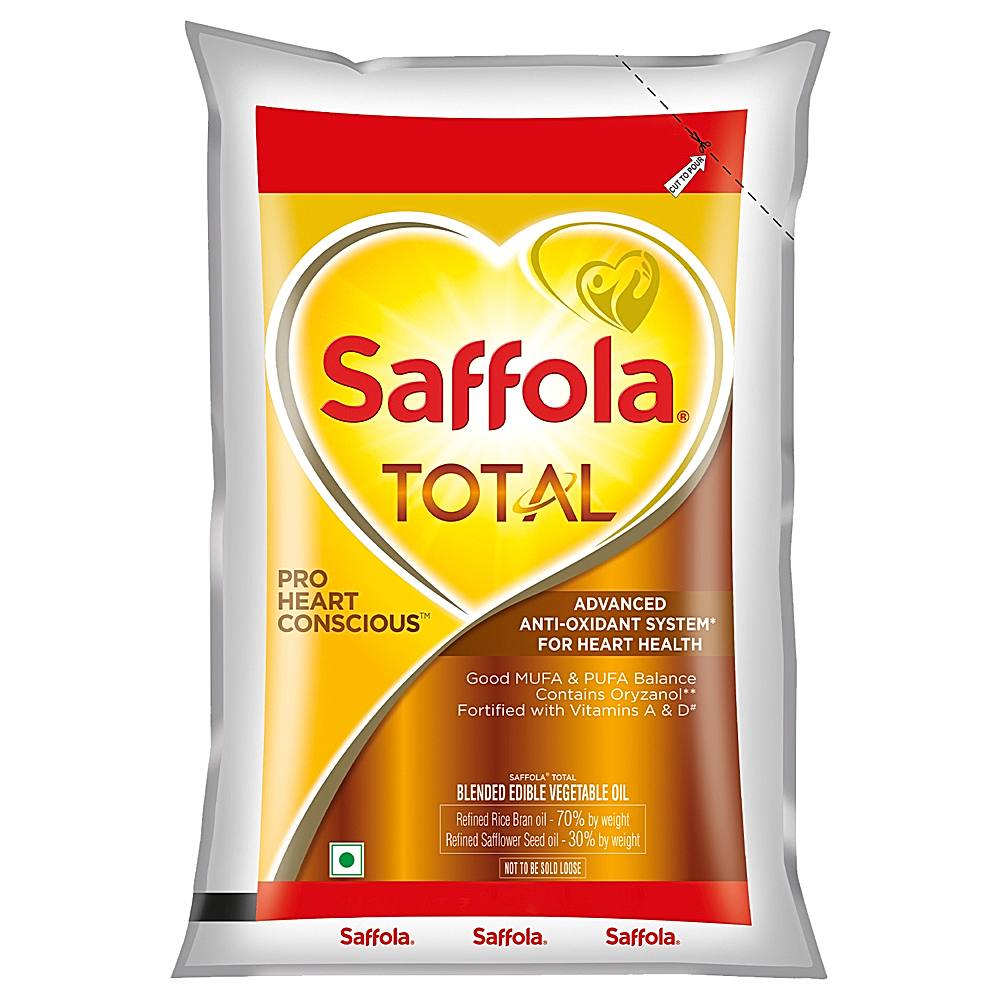 CUT TO POUR
Saffola®
TOTAL
PRO
HEART
CONSCIOUS™
ADVANCED
ANTI-OXIDANT SYSTEM*
FOR HEART HEALTH
Good MUFA & PUFA Balance
Contains Oryzanol**
Fortified with Vitamins A & D#
SAFFOLA® TOTAL
BLENDED EDIBLE VEGETABLE OIL
Refined Rice Bran oil - 70% by weight
Refined Safflower Seed oil - 30% by weight
NOT TO BE SOLD LOOSE
Saffola® Saffola® Saffola®